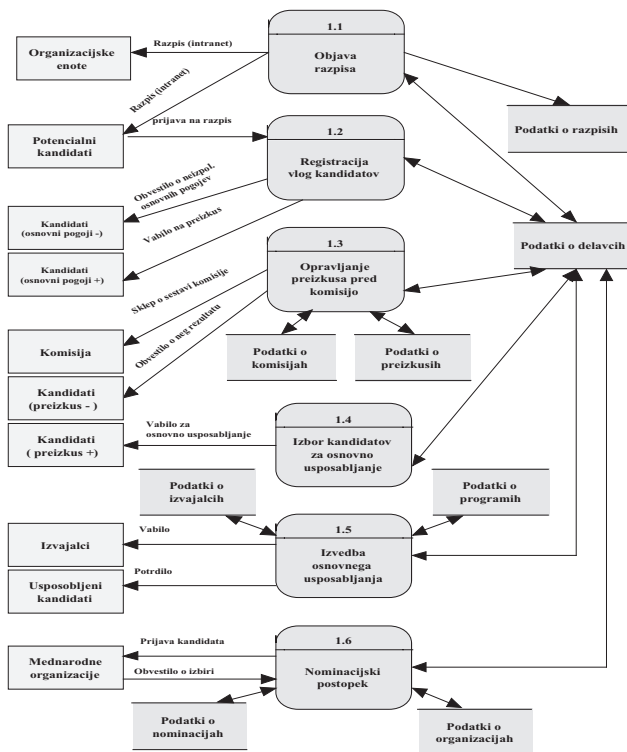 1.1
Objava
razpisa
Organizacijske
enote
Razpis (intranet)
Razpis (intranet)
Podatki o razpisih
Potencialni
kandidati
prijava na razpis
1.2
Registracija
vlog kandidatov
Obvestilo o neizpol.
osnovnih pogojev
Vabilo na preizkus
Kandidati
(osnovni pogoji -)
Kandidati
(osnovni pogoji +)
Podatki o delavcih
1.3
Opravljanje
preizkusa pred
komisijo
Sklep o sestavi komisije
Obvestilo o neg rezultatu
Komisija
Kandidati
(preizkus - )
Podatki o
komisijah
Podatki o
preizkusih
Kandidati
( preizkus +)
Vabilo za
osnovno usposabljanje
1.4
Izbor kandidatov
za osnovno
usposabljanje
Podatki o
izvajalcih
Podatki o
programih
1.5
Izvedba
osnovnega
usposabljanja
Izvajalci
Vabilo
Usposobljeni
kandidati
Potrdilo
1.6
Nominacijski
postopek
Mednarodne
organizacije
Prijava kandidata
Obvestilo o izbiri
Podatki o
nominacijah
Podatki o
organizacijah